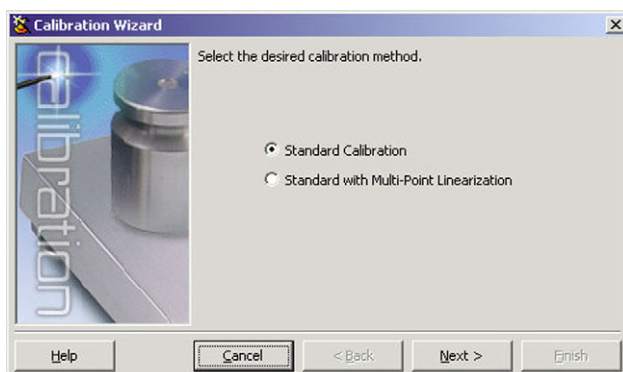 Calibration Wizard
Select the desired calibration method.
calibration
Standard Calibration
Standard with Multi-Point Linearization
Help
Cancel
< Back
Next >
Finish